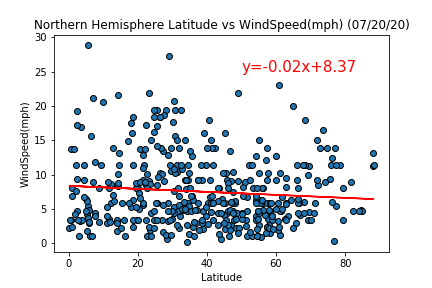 Northern Hemisphere Latitude vs WindSpeed(mph) (07/20/20)
30
25
20
15
10
5
0
WindSpeed(mph)
y=-0.02x+8.37
0 20 40 60 80
Latitude